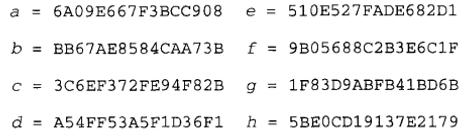 a = 6A09E667F3BCC908 e = 510E527FADE682D1
b = BB67AE8584CAA73B f = 9B05688C2B3E6C1F
c = 3C6EF372FE94F82B g = 1F83D9ABFB41BD6B
d = A54FF53A5F1D36F1 h = 5BE0CD19137E2179